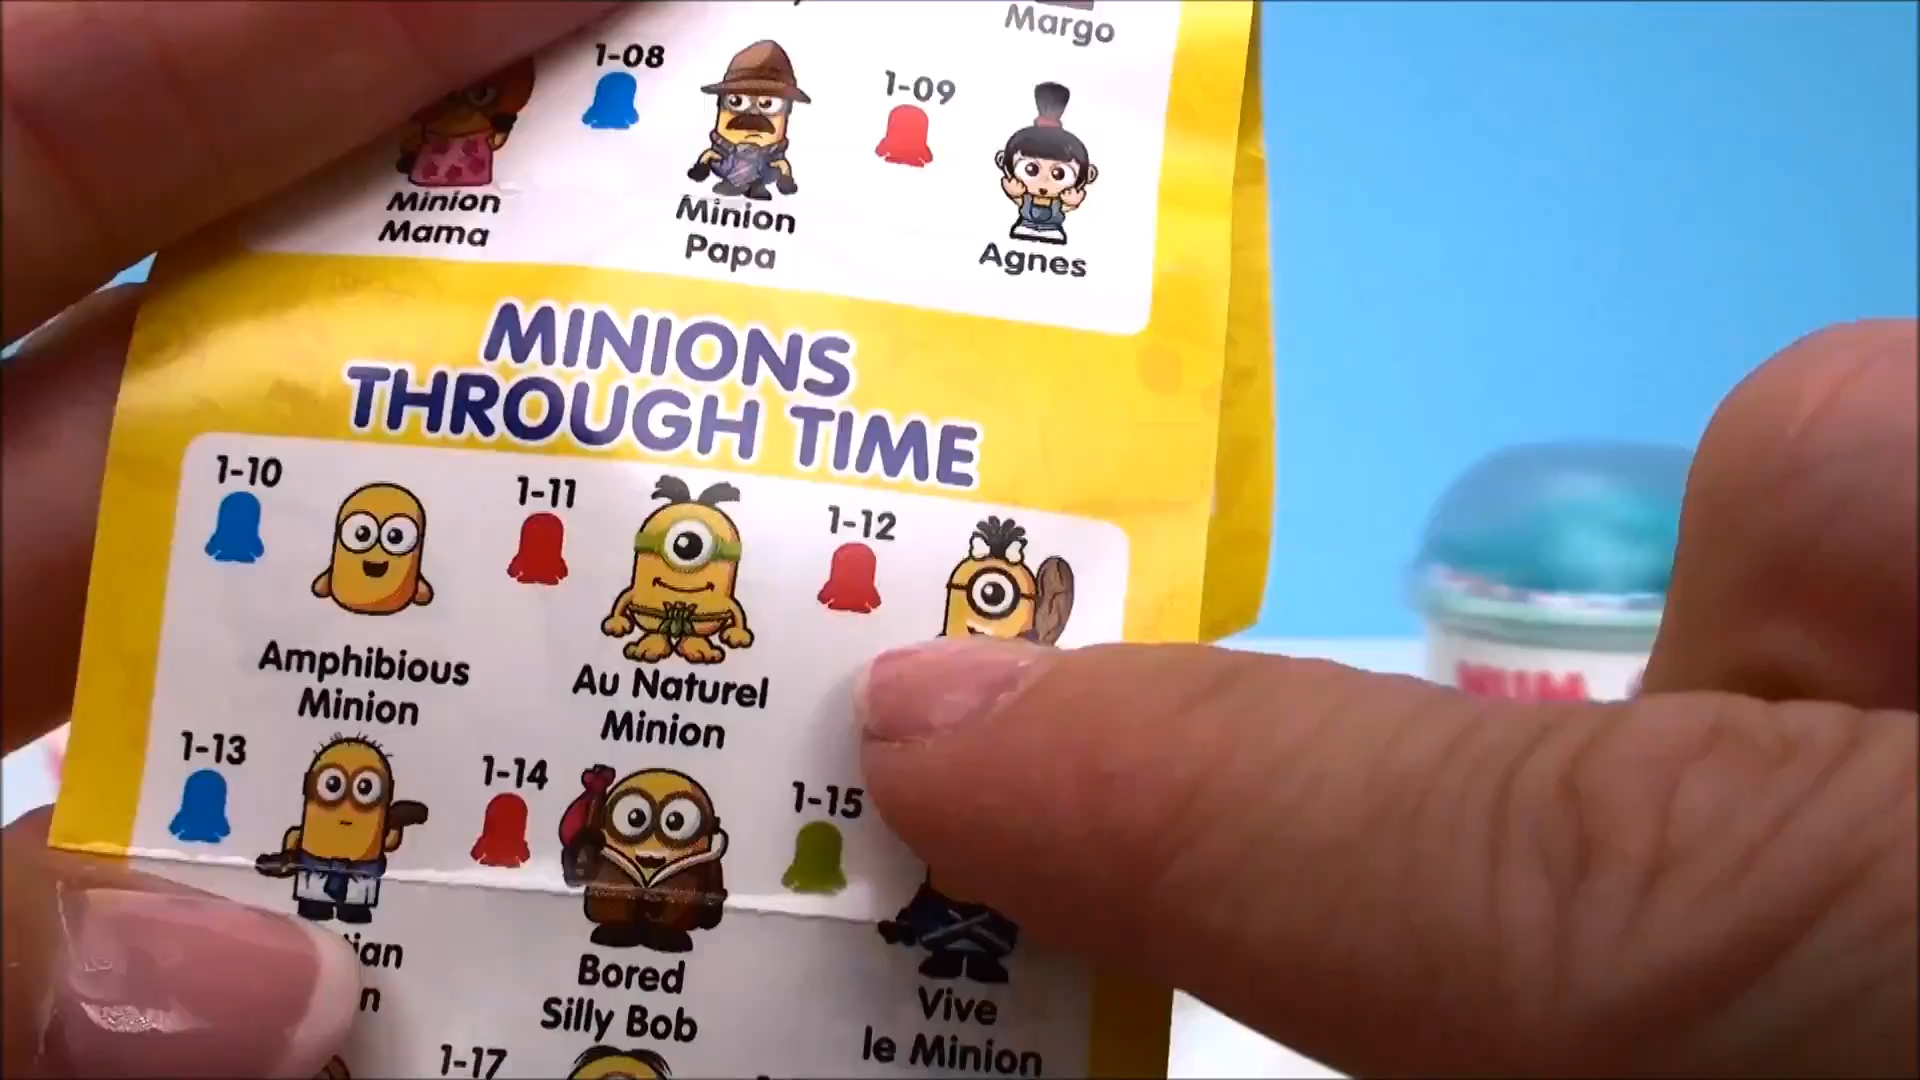 Margo
1-08
1-09
Minion
Mama
Minion
Papa
Agnes
MINIONS
THROUGH TIME
1-10
1-11
1-12
Amphibious
Minion
Au Naturel
Minion
1-13
1-14
1-15
Bored
Silly Bob
Vive
le Minion
1-17